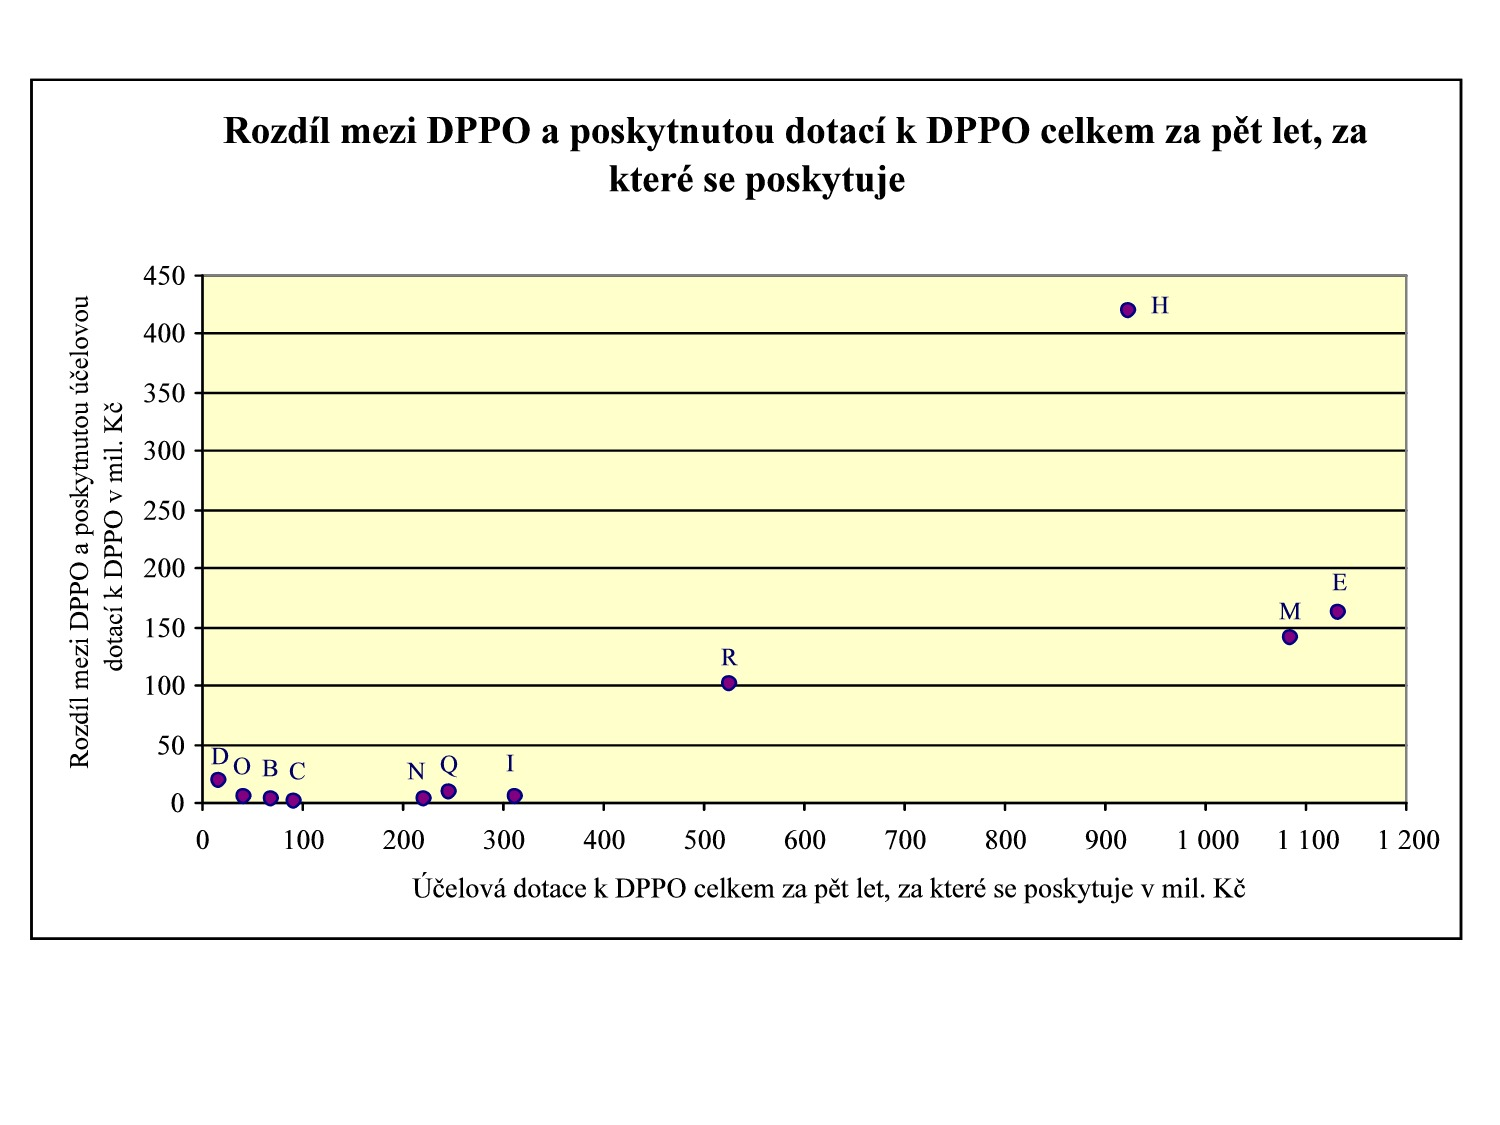 Rozdíl mezi DPPO a poskytnutou dotací k DPPO celkem za pět let, za
které se poskytuje
Rozdíl mezi DPPO a poskytnutou účelovou
dotací k DPPO v mil. Kč
450
400
350
300
250
200
150
100
50
0
H
E
M
R
D
O
B
C
N
Q
I
0
100
200
300
400
500
600
700
800
900
1 000
1 100
1 200
Účelová dotace k DPPO celkem za pět let, za které se poskytuje v mil. Kč